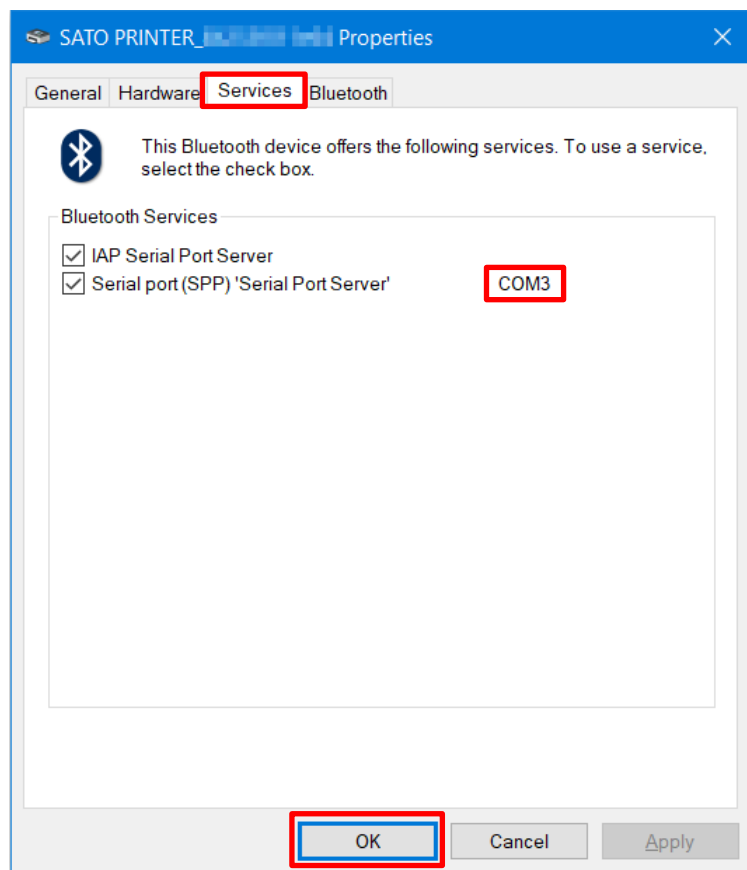 SATO PRINTER_ Properties
General Hardware Services Bluetooth
This Bluetooth device offers the following services. To use a service,
select the check box.
Bluetooth Services
IAP Serial Port Server
Serial port (SPP) 'Serial Port Server' COM3
OK Cancel Apply